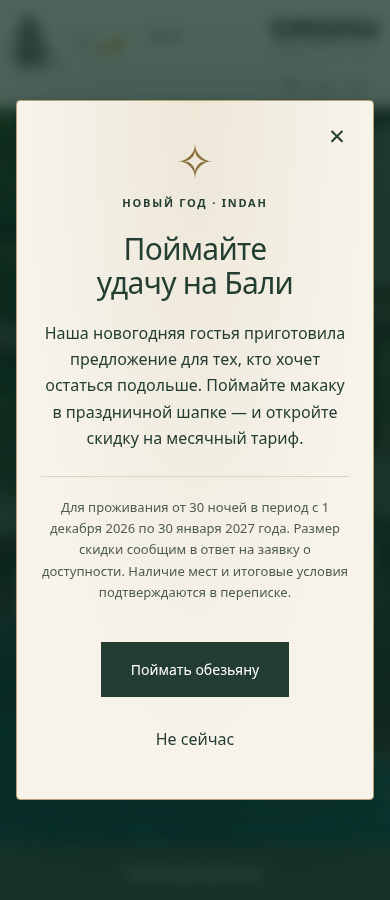 НОВЫЙ ГОД · INDAH
Поймайте
удачу на Бали
Наша новогодняя гостья приготовила
предложение для тех, кто хочет
остаться подольше. Поймайте макаку
в праздничной шапке — и откройте
скидку на месячный тариф.
Для проживания от 30 ночей в период с 1
декабря 2026 по 30 января 2027 года. Размер
скидки сообщим в ответ на заявку о
доступности. Наличие мест и итоговые условия
подтверждаются в переписке.
Поймать обезьяну
Не сейчас